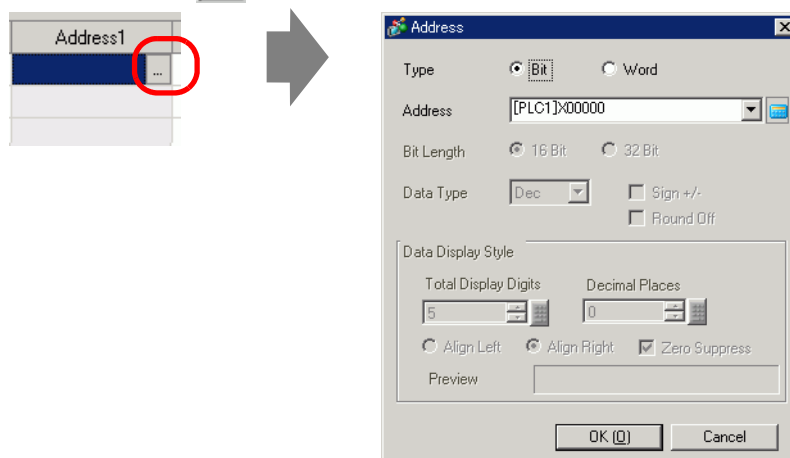 Address1
...
Address
Type Bit Word
Address [PLC1]X00000
Bit Length 16 Bit 32 Bit
Data Type Dec Sign +/-
Round Off
Data Display Style
Total Display Digits Decimal Places
5 0
Align Left Align Right Zero Suppress
Preview
OK (O) Cancel